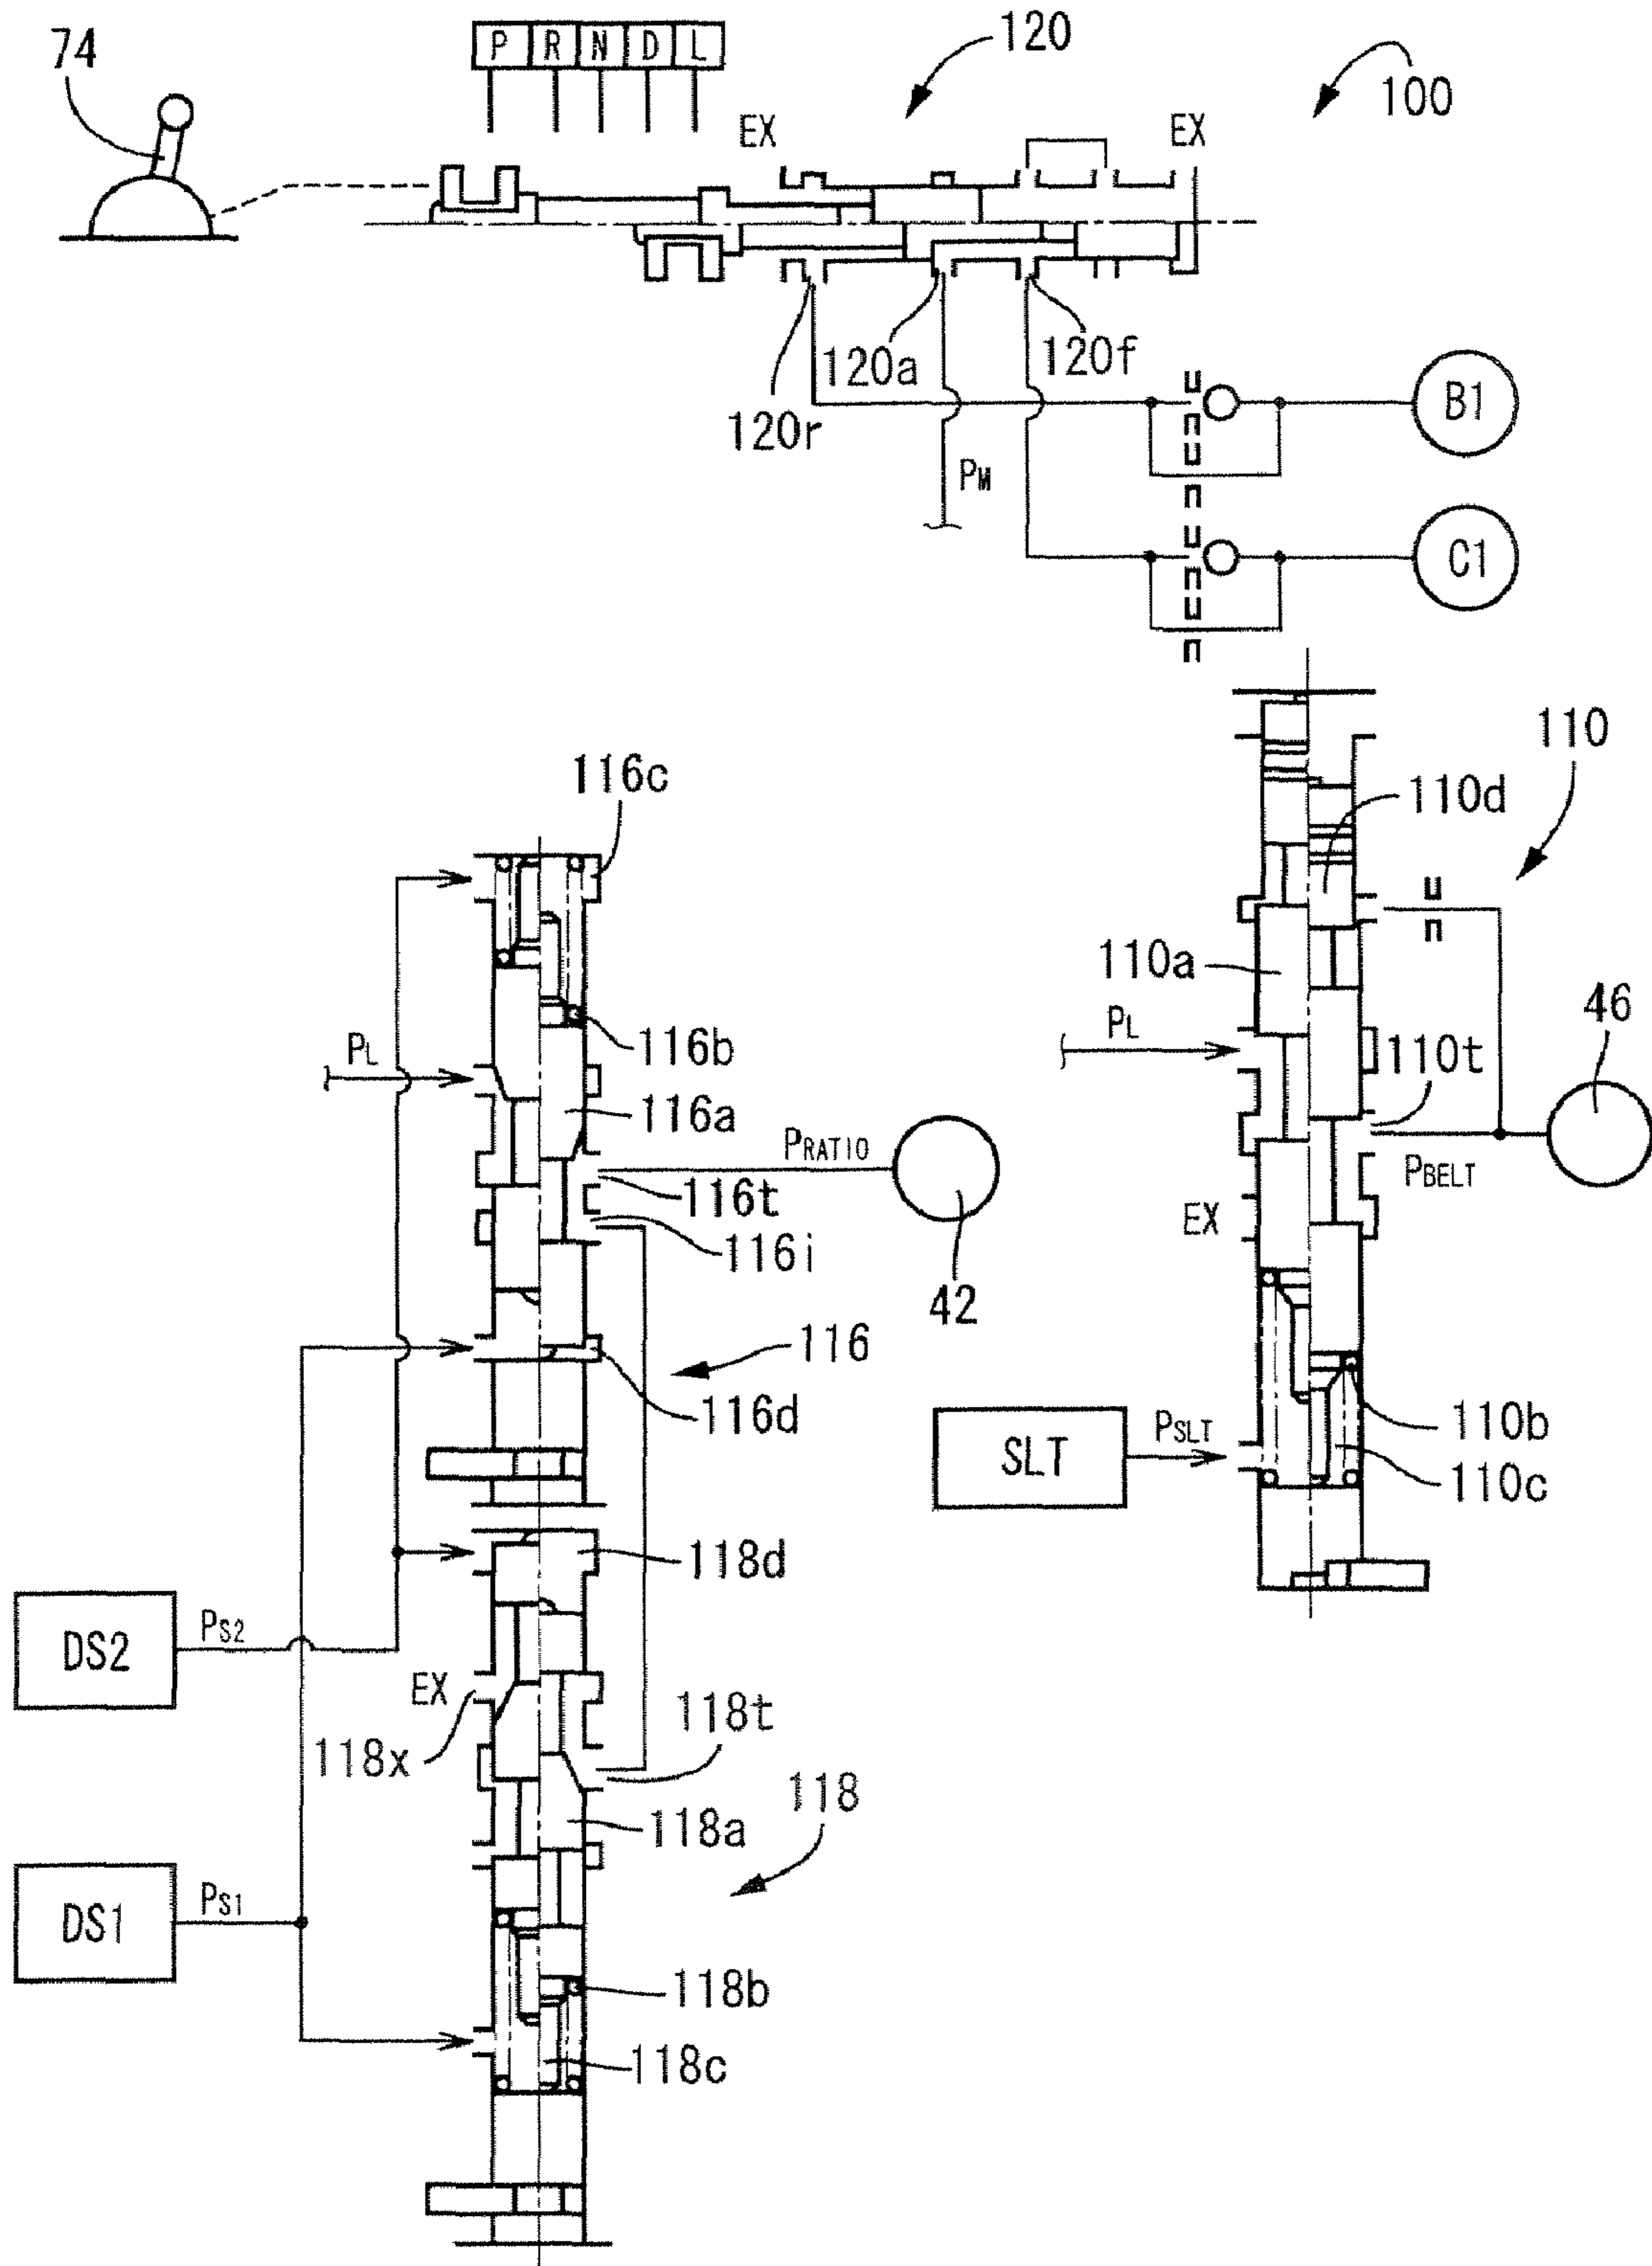 74
P R N D L
120
100
EX
EX
120a
120f
120r
PM
B1
C1
110
116c
110d
110a
46
PL
116b
PL
110t
116a
PRATIO
PBELT
116t
EX
116i
42
116
116d
110b
SLT
PSLT
110c
118d
DS2
PS2
EX
118t
118x
118
118a
DS1
PS1
118b
118c